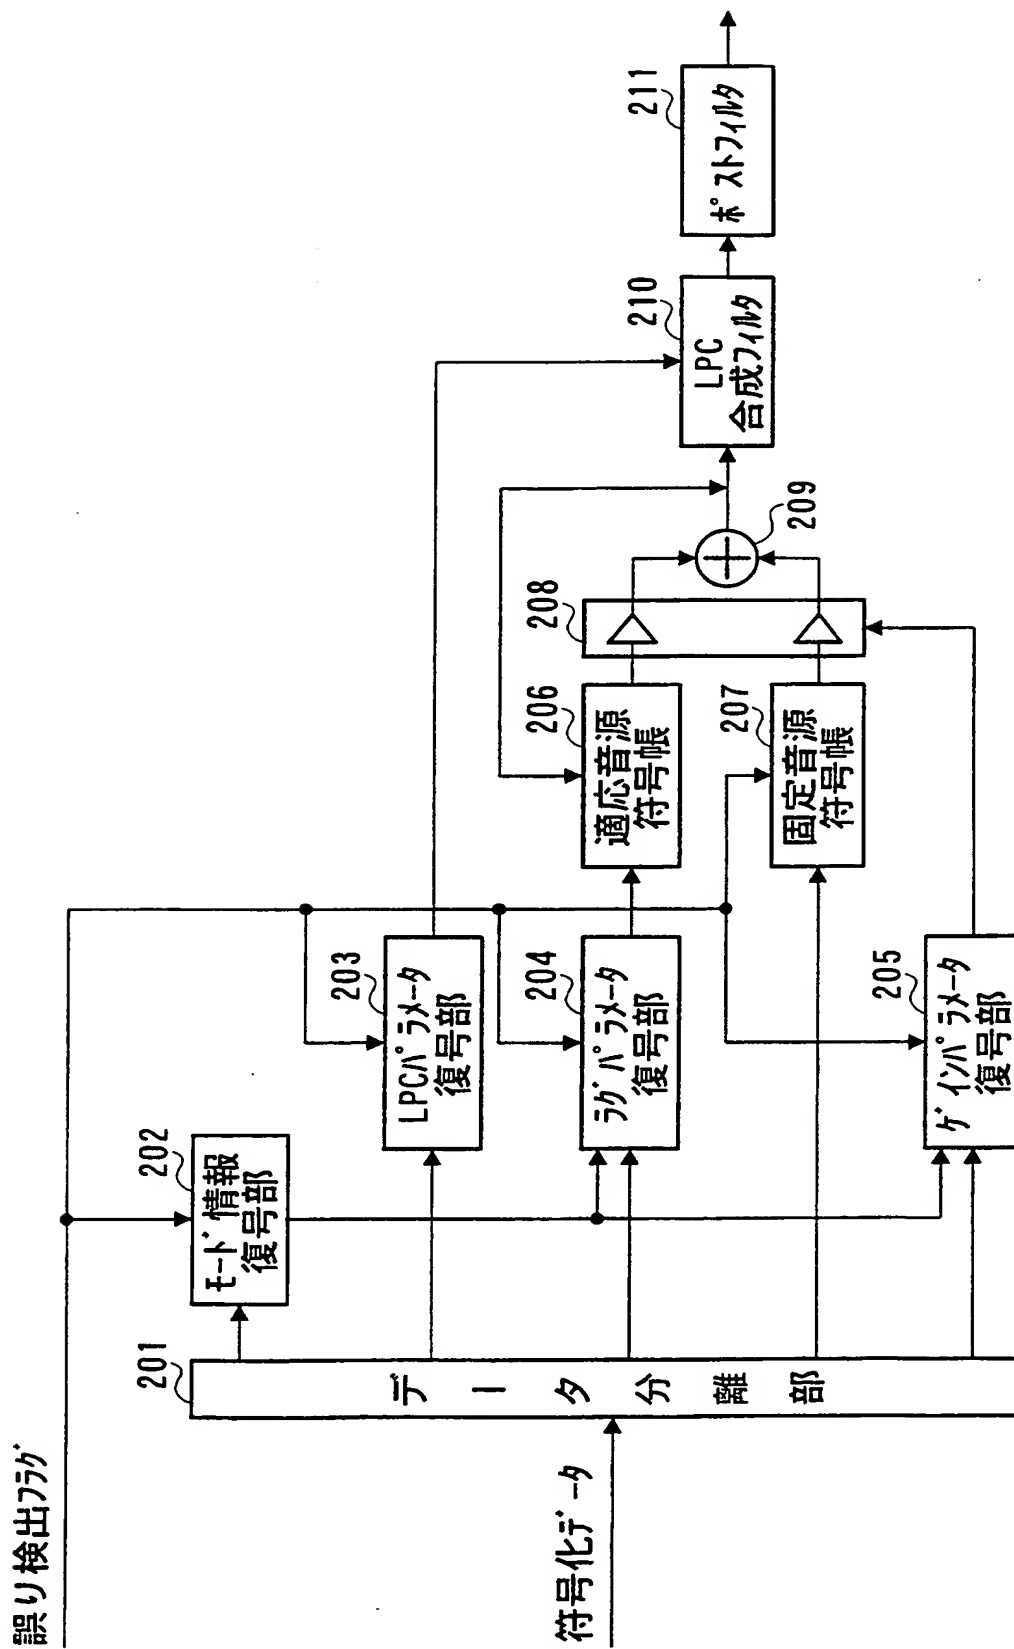 誤り検出フラグ
符号化データ
201
データ分離部
202
モード情報
復号部
203
LPCパラメータ
復号部
204
ラグパラメータ
復号部
205
ゲインパラメータ
復号部
206
適応音源
符号帳
207
固定音源
符号帳
208
209
210
LPC
合成フィルタ
211
ポストフィルタ